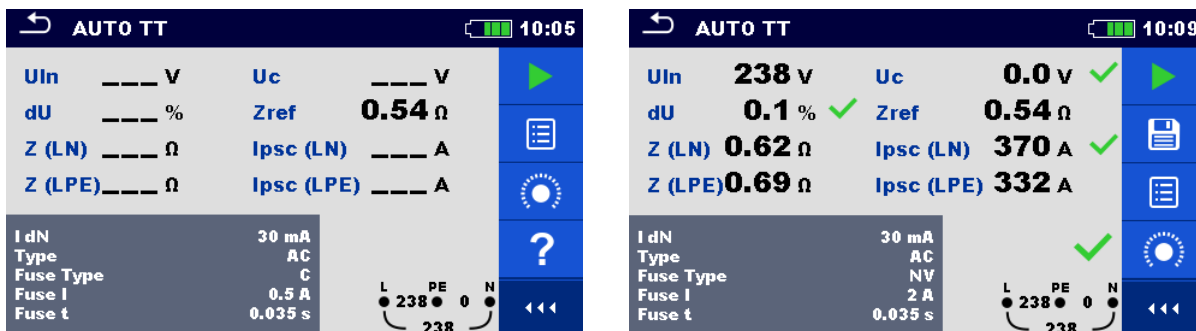 AUTO TT 10:05
Uln ___ V Uc ___ V
dU ___ % Zref 0.54 Ω
Z (LN) ___ Ω Ipsc (LN) ___ A
Z (LPE)___ Ω Ipsc (LPE) ___ A
I dN 30 mA
Type AC
Fuse Type C
Fuse I 0.5 A
Fuse t 0.035 s
?
L PE N
238 0
238
AUTO TT 10:09
Uln 238 V Uc 0.0 V
dU 0.1 % Zref 0.54 Ω
Z (LN) 0.62 Ω Ipsc (LN) 370 A
Z (LPE)0.69 Ω Ipsc (LPE) 332 A
I dN 30 mA
Type AC
Fuse Type NV
Fuse I 2 A
Fuse t 0.035 s
L PE N
238 0
238